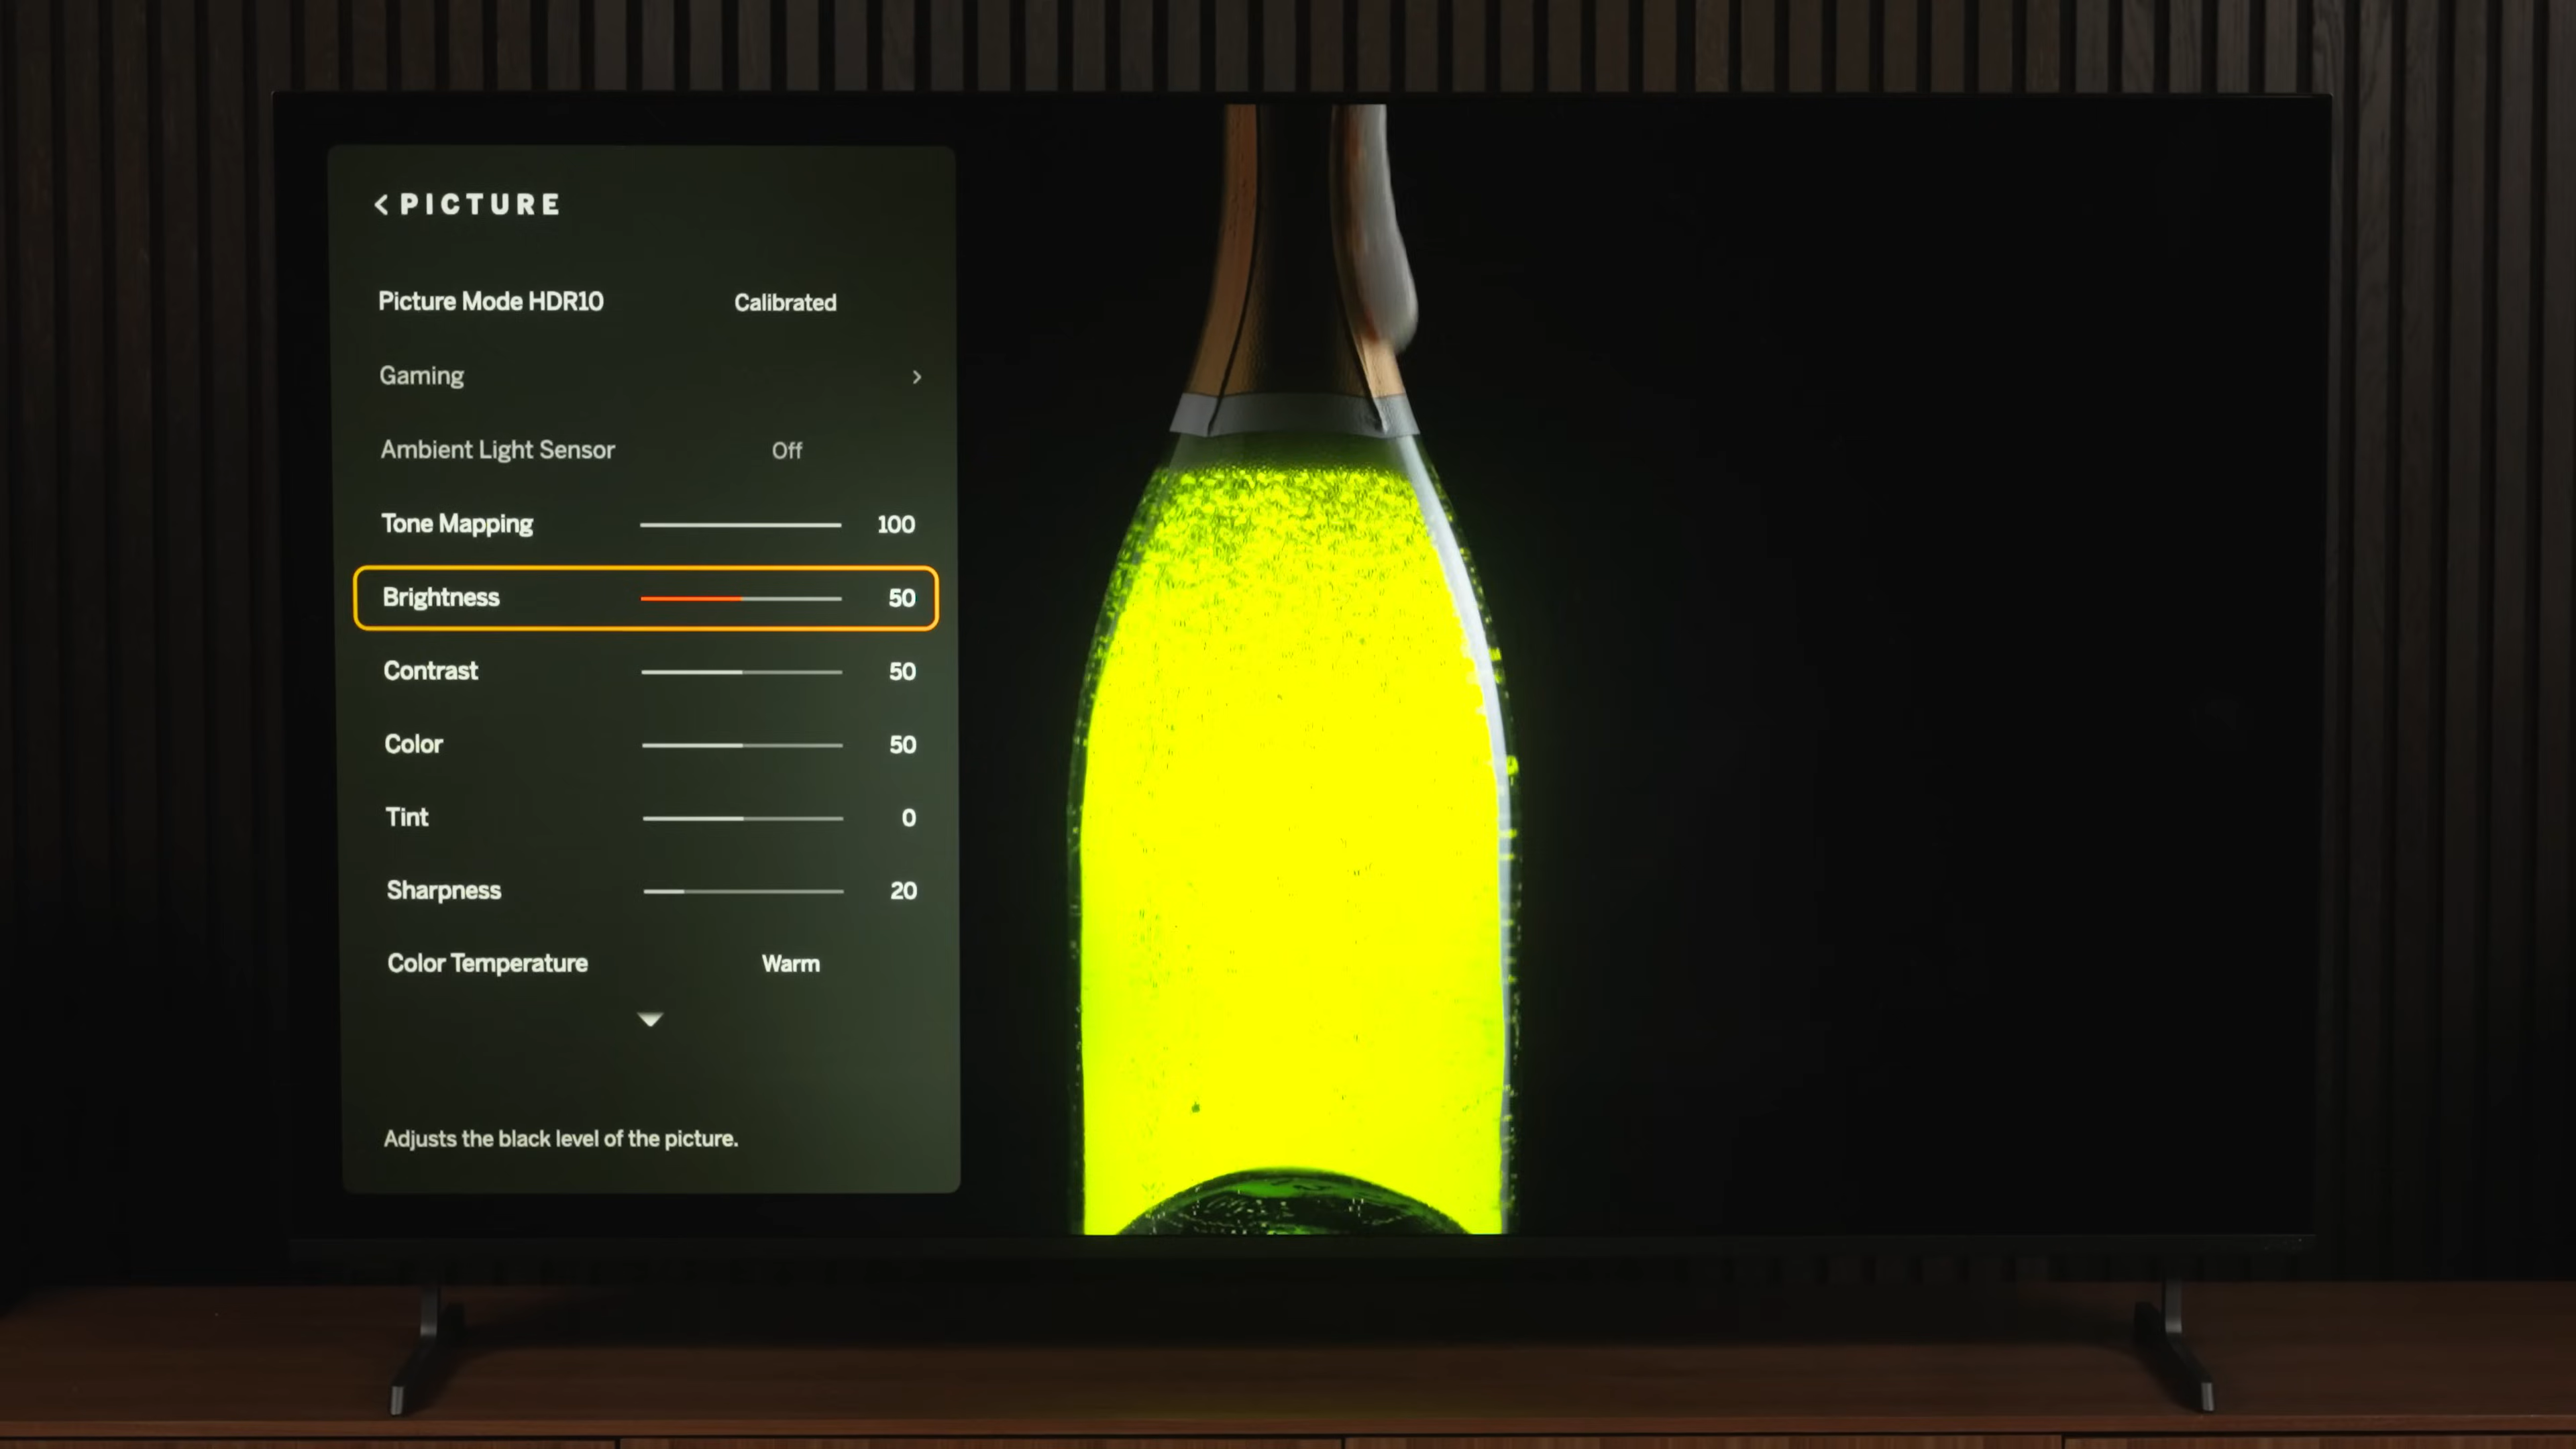 < PICTURE
Picture Mode HDR10 Calibrated
Gaming >
Ambient Light Sensor Off
Tone Mapping 100
Brightness 50
Contrast 50
Color 50
Tint 0
Sharpness 20
Color Temperature Warm
Adjusts the black level of the picture.